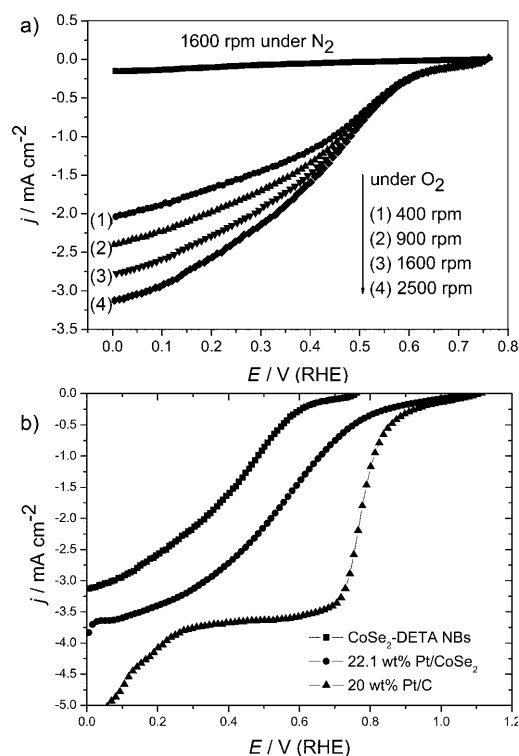 a)
1600 rpm under N2
0.0
-0.5
-1.0
-1.5
-2.0
-2.5
-3.0
-3.5
j / mA cm-2
(1)
(2)
(3)
(4)
under O2
(1) 400 rpm
(2) 900 rpm
(3) 1600 rpm
(4) 2500 rpm
0.0 0.1 0.2 0.3 0.4 0.5 0.6 0.7 0.8
E / V (RHE)
b)
0.0
-0.5
-1.0
-1.5
-2.0
-2.5
-3.0
-3.5
-4.0
-4.5
-5.0
j / mA cm-2
CoSe2-DETA NBs
22.1 wt% Pt/CoSe2
20 wt% Pt/C
0.0 0.2 0.4 0.6 0.8 1.0 1.2
E / V (RHE)